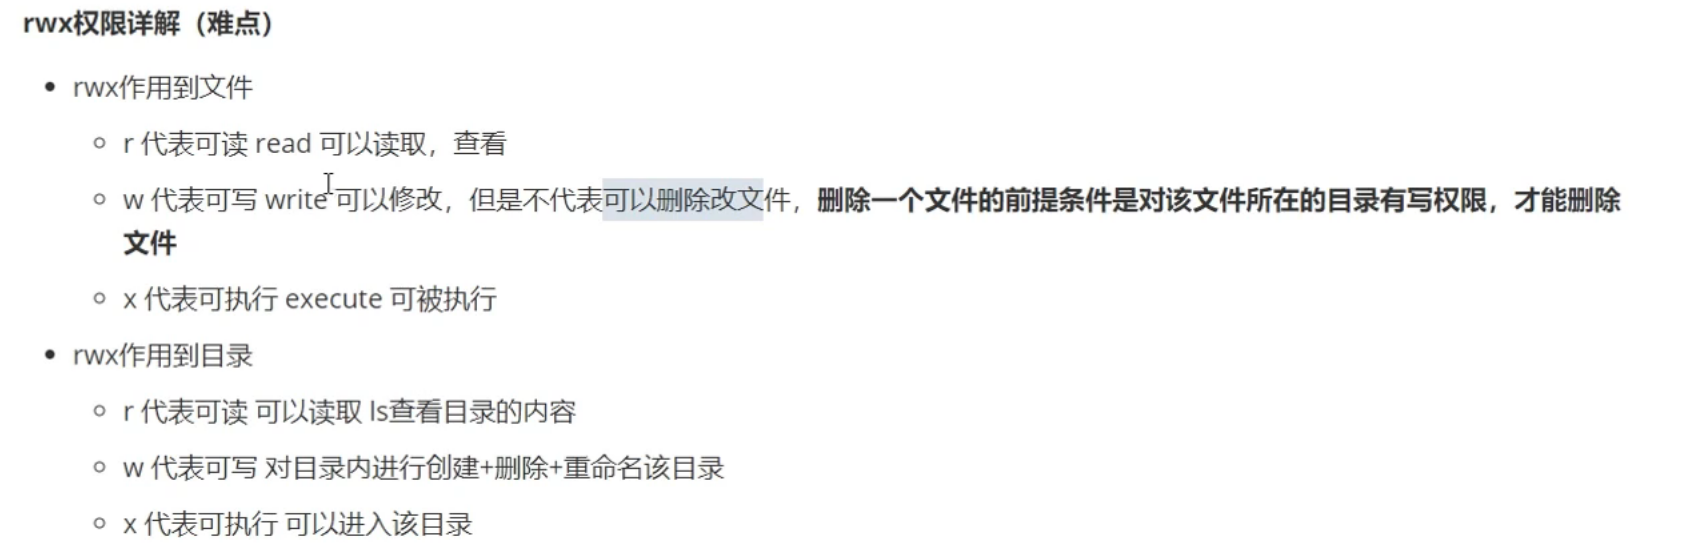 rwx权限详解（难点）
rwx作用到文件
r 代表可读 read 可以读取，查看
w 代表可写 write 可以修改，但是不代表可以删除改文件，删除一个文件的前提条件是对该文件所在的目录有写权限，才能删除
文件
x 代表可执行 execute 可被执行
rwx作用到目录
r 代表可读 可以读取 ls查看目录的内容
w 代表可写 对目录内进行创建+删除+重命名该目录
x 代表可执行 可以进入该目录